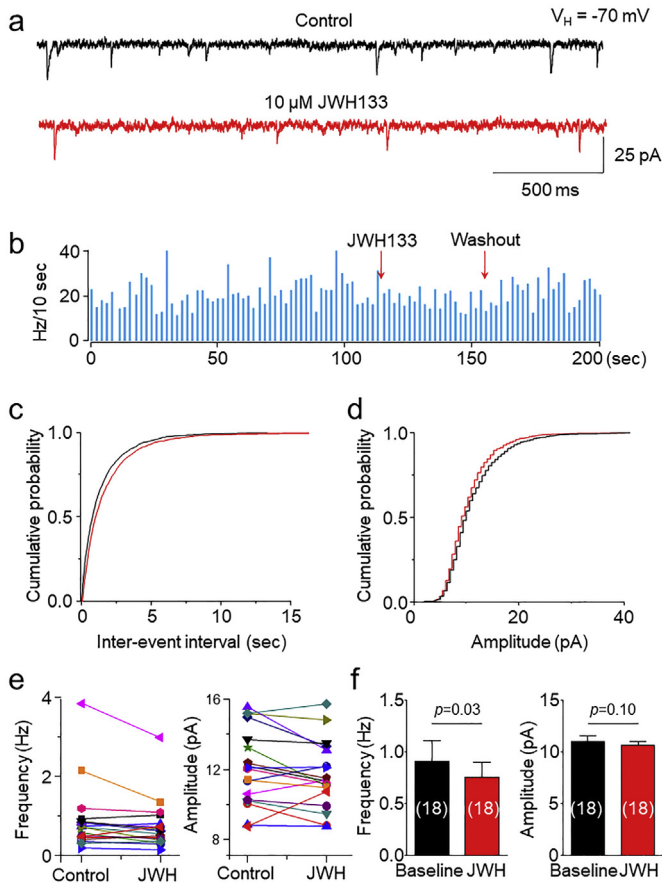 a
Control
V_H = -70 mV
10 µM JWH133
25 pA
500 ms
b
JWH133
Washout
Hz/10 sec
40
20
0
0
50
100
150
200 (sec)
c
Cumulative probability
1.0
0.5
0.0
0
5
10
15
Inter-event interval (sec)
d
Cumulative probability
1.0
0.5
0.0
0
20
40
Amplitude (pA)
e
Frequency (Hz)
4
2
0
Control
JWH
Amplitude (pA)
16
14
12
10
8
Control
JWH
f
Frequency (Hz)
1.5
1.0
0.5
0.0
p=0.03
(18)
(18)
Baseline JWH
Amplitude (pA)
15
10
5
0
p=0.10
(18)
(18)
Baseline JWH